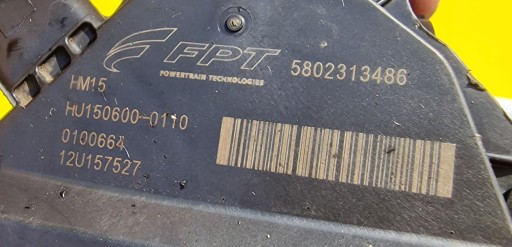 FPT
POWERTRAIN TECHNOLOGIES
5802313486
HM15
HU150600-0110
0100664
12U157527